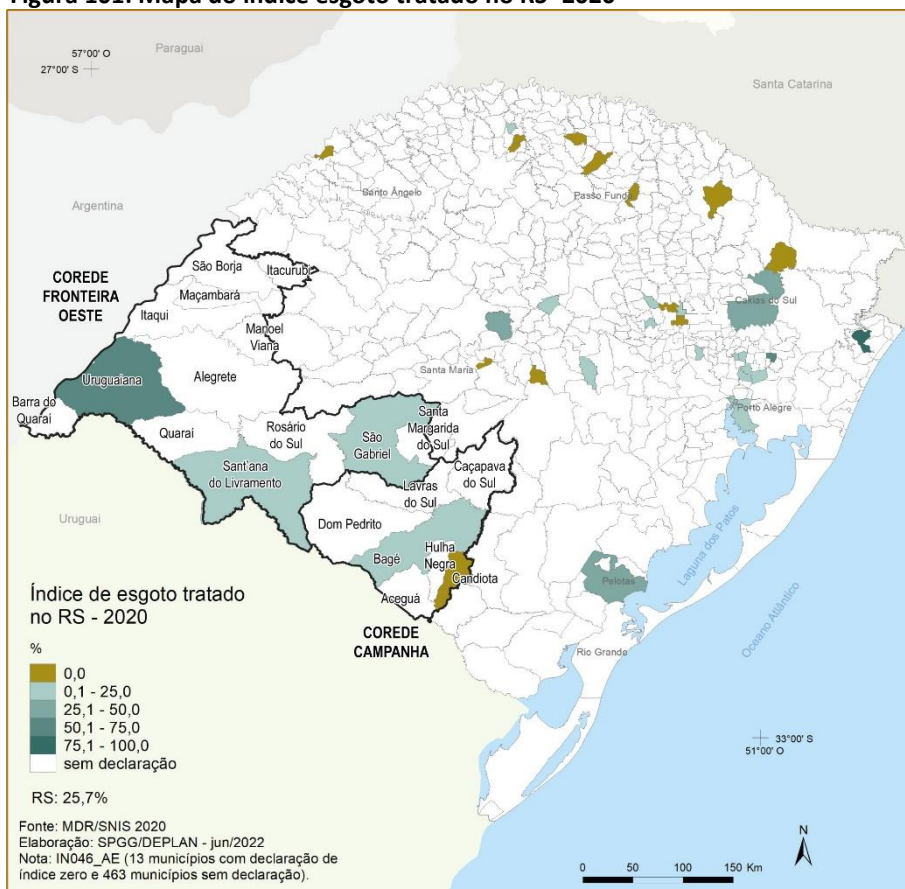 Figura 101: Mapa do índice esgoto tratado no RS- 2020
57°00' O
27°00' S
Paraguai
Santa Catarina
Argentina
Santo Ângelo
Passo Fundo
COREDE
FRONTEIRA
OESTE
São Borja
Itacurubi
Maçambará
Itaqui
Manoel
Viana
Caxias do Sul
Santa Maria
Uruguaiana
Alegrete
Barra do
Quaraí
Quaraí
Rosário
do Sul
São
Gabriel
Santa
Margarida
do Sul
Porto Alegre
Sant'ana
do Livramento
Caçapava
do Sul
Lavras
do Sul
Dom Pedrito
Uruguai
Bagé
Hulha
Negra
Candiota
Aceguá
Pelotas
Laguna dos Patos
Oceano Atlântico
COREDE
CAMPANHA
Rio Grande
33°00' S
51°00' O
Índice de esgoto tratado
no RS - 2020
%
0,0
0,1 - 25,0
25,1 - 50,0
50,1 - 75,0
75,1 - 100,0
sem declaração
RS: 25,7%
Fonte: MDR/SNIS 2020
Elaboração: SPGG/DEPLAN - jun/2022
Nota: IN046_AE (13 municípios com declaração de
índice zero e 463 municípios sem declaração).
N
0 50 100 150 Km